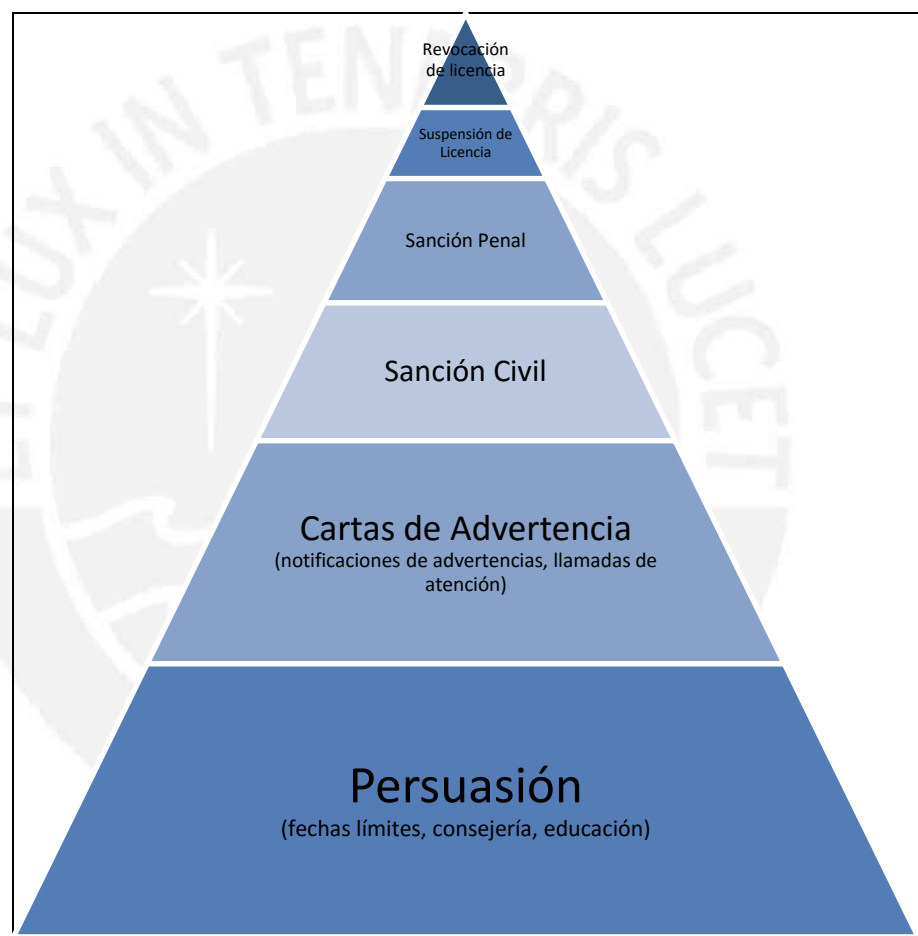 Revocación
de licencia
Suspensión de
Licencia
Sanción Penal
Sanción Civil
Cartas de Advertencia
(notificaciones de advertencias, llamadas de
atención)
Persuasión
(fechas límites, consejería, educación)
LUX IN TENEBRIS LUCET